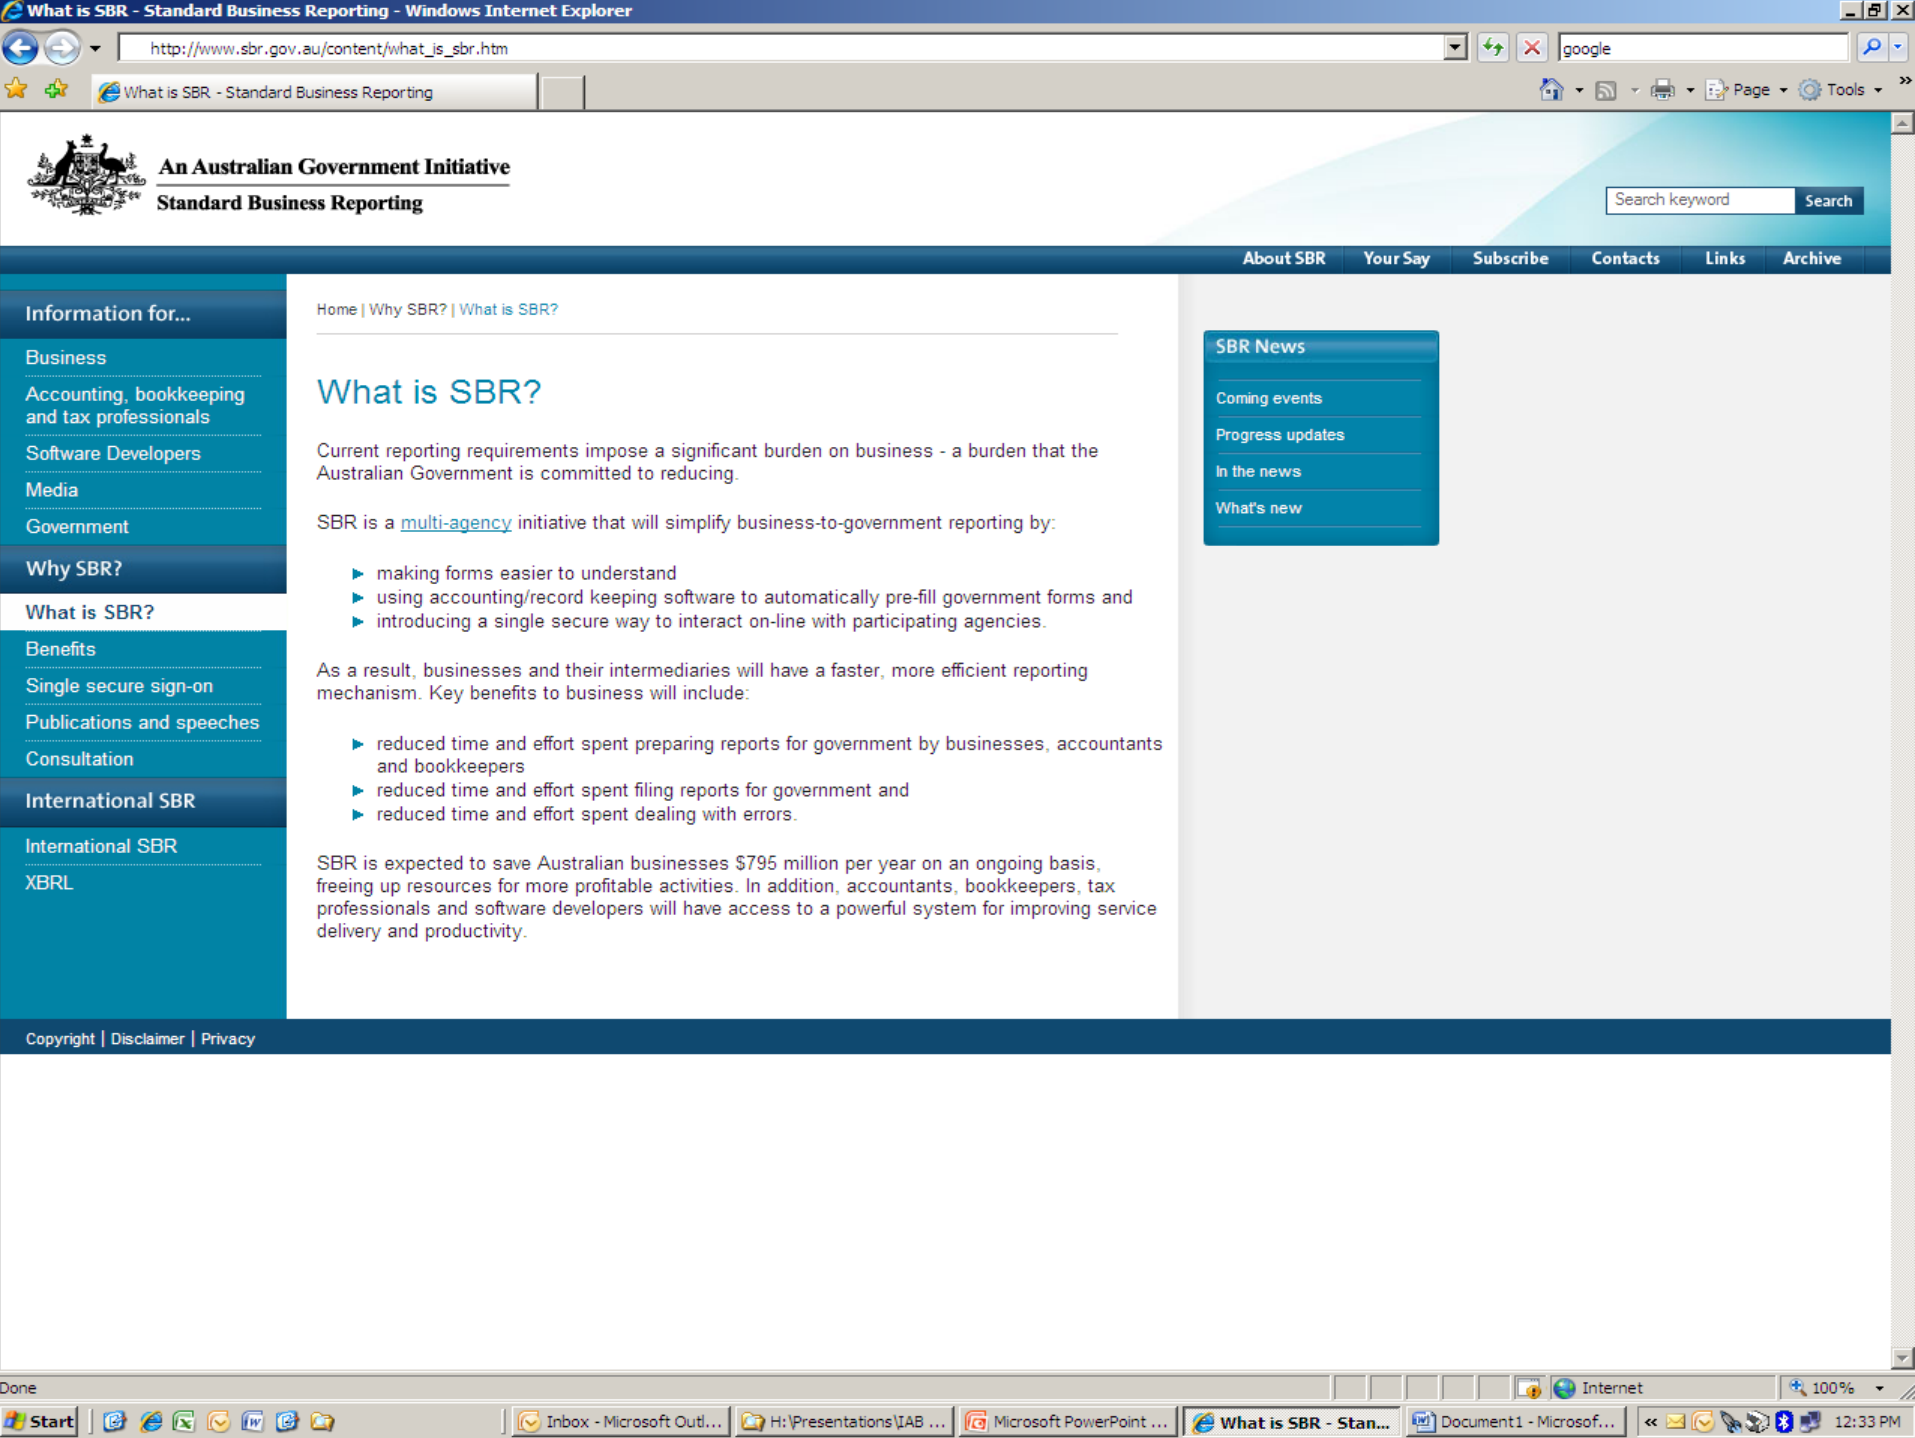 What is SBR - Standard Business Reporting - Windows Internet Explorer
http://www.sbr.gov.au/content/what_is_sbr.htm
google
What is SBR - Standard Business Reporting
Page
Tools
An Australian Government Initiative
Standard Business Reporting
Search keyword
Search
About SBR
Your Say
Subscribe
Contacts
Links
Archive
Information for...
Business
Accounting, bookkeeping
and tax professionals
Software Developers
Media
Government
Why SBR?
What is SBR?
Benefits
Single secure sign-on
Publications and speeches
Consultation
International SBR
International SBR
XBRL
Home | Why SBR? | What is SBR?
What is SBR?
Current reporting requirements impose a significant burden on business - a burden that the
Australian Government is committed to reducing.
SBR is a multi-agency initiative that will simplify business-to-government reporting by:
making forms easier to understand
using accounting/record keeping software to automatically pre-fill government forms and
introducing a single secure way to interact on-line with participating agencies.
As a result, businesses and their intermediaries will have a faster, more efficient reporting
mechanism. Key benefits to business will include:
reduced time and effort spent preparing reports for government by businesses, accountants
and bookkeepers
reduced time and effort spent filing reports for government and
reduced time and effort spent dealing with errors.
SBR is expected to save Australian businesses $795 million per year on an ongoing basis,
freeing up resources for more profitable activities. In addition, accountants, bookkeepers, tax
professionals and software developers will have access to a powerful system for improving service
delivery and productivity.
SBR News
Coming events
Progress updates
In the news
What's new
Copyright | Disclaimer | Privacy
Done
Internet
100%
Start
Inbox - Microsoft Outl...
H:\Presentations\IAB ...
Microsoft PowerPoint ...
What is SBR - Stan...
Document1 - Microsof...
12:33 PM